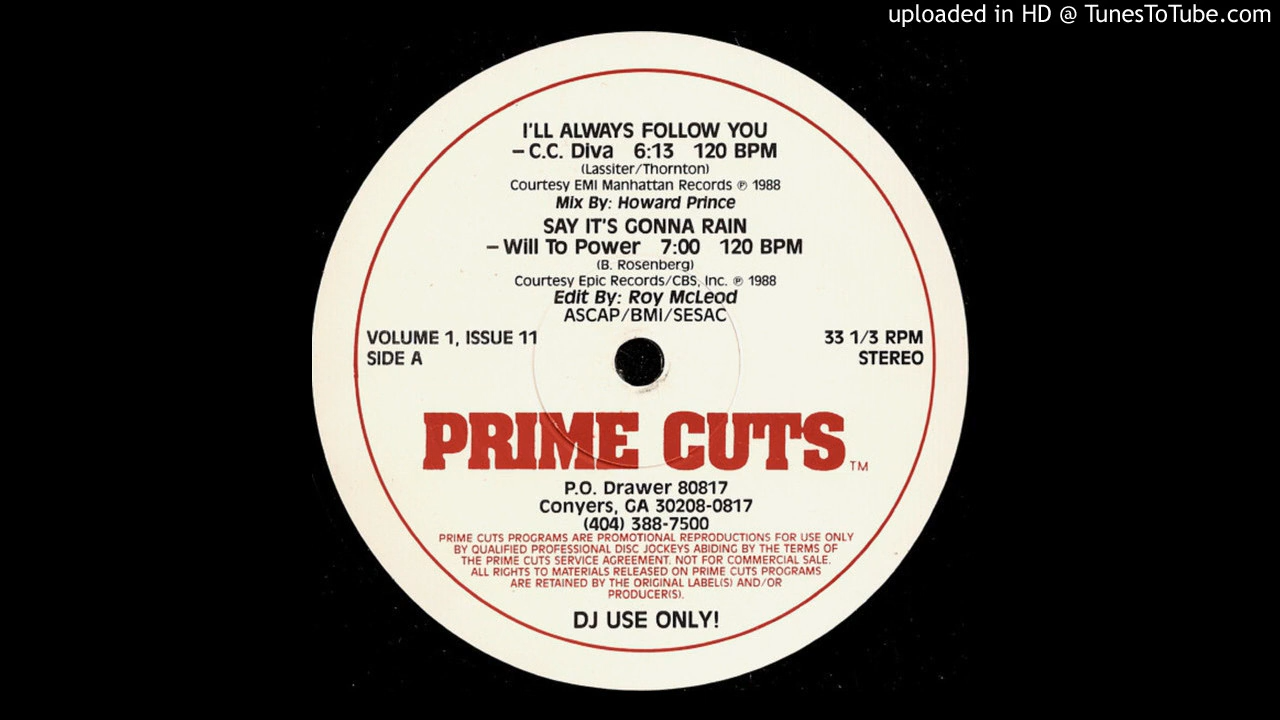 uploaded in HD @ TunesToTube.com
I'LL ALWAYS FOLLOW YOU
– C.C. Diva 6:13 120 BPM
(Lassiter/Thornton)
Courtesy EMI Manhattan Records ℗ 1988
Mix By: Howard Prince
SAY IT'S GONNA RAIN
– Will To Power 7:00 120 BPM
(B. Rosenberg)
Courtesy Epic Records/CBS, Inc. ℗ 1988
Edit By: Roy McLeod
ASCAP/BMI/SESAC
VOLUME 1, ISSUE 11
SIDE A
33 1/3 RPM
STEREO
PRIME CUTS TM
P.O. Drawer 80817
Conyers, GA 30208-0817
(404) 388-7500
PRIME CUTS PROGRAMS ARE PROMOTIONAL REPRODUCTIONS FOR USE ONLY
BY QUALIFIED PROFESSIONAL DISC JOCKEYS ABIDING BY THE TERMS OF
THE PRIME CUTS SERVICE AGREEMENT. NOT FOR COMMERCIAL SALE.
ALL RIGHTS TO MATERIALS RELEASED ON PRIME CUTS PROGRAMS
ARE RETAINED BY THE ORIGINAL LABEL(S) AND/OR
PRODUCER(S).
DJ USE ONLY!